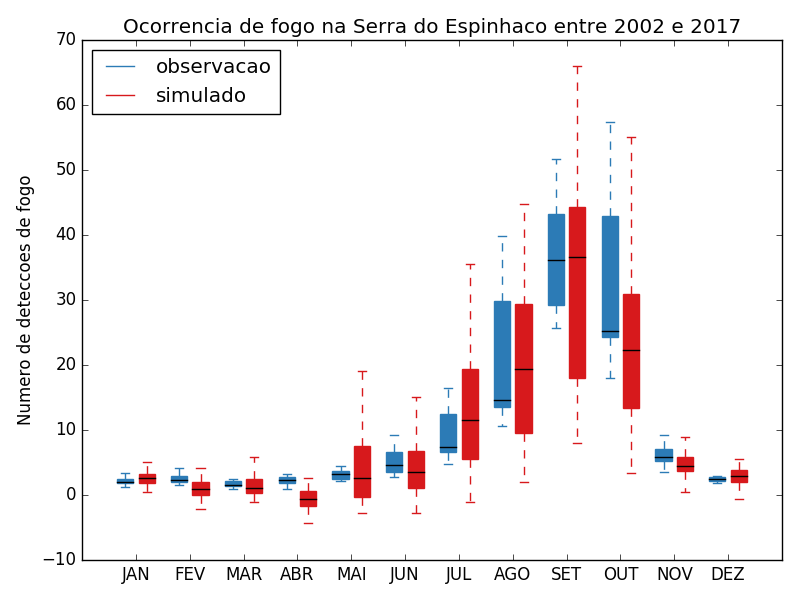 Ocorrencia de fogo na Serra do Espinhaco entre 2002 e 2017
observacao
simulado
Numero de deteccoes de fogo
70
60
50
40
30
20
10
0
−10
JAN FEV MAR ABR MAI JUN JUL AGO SET OUT NOV DEZ